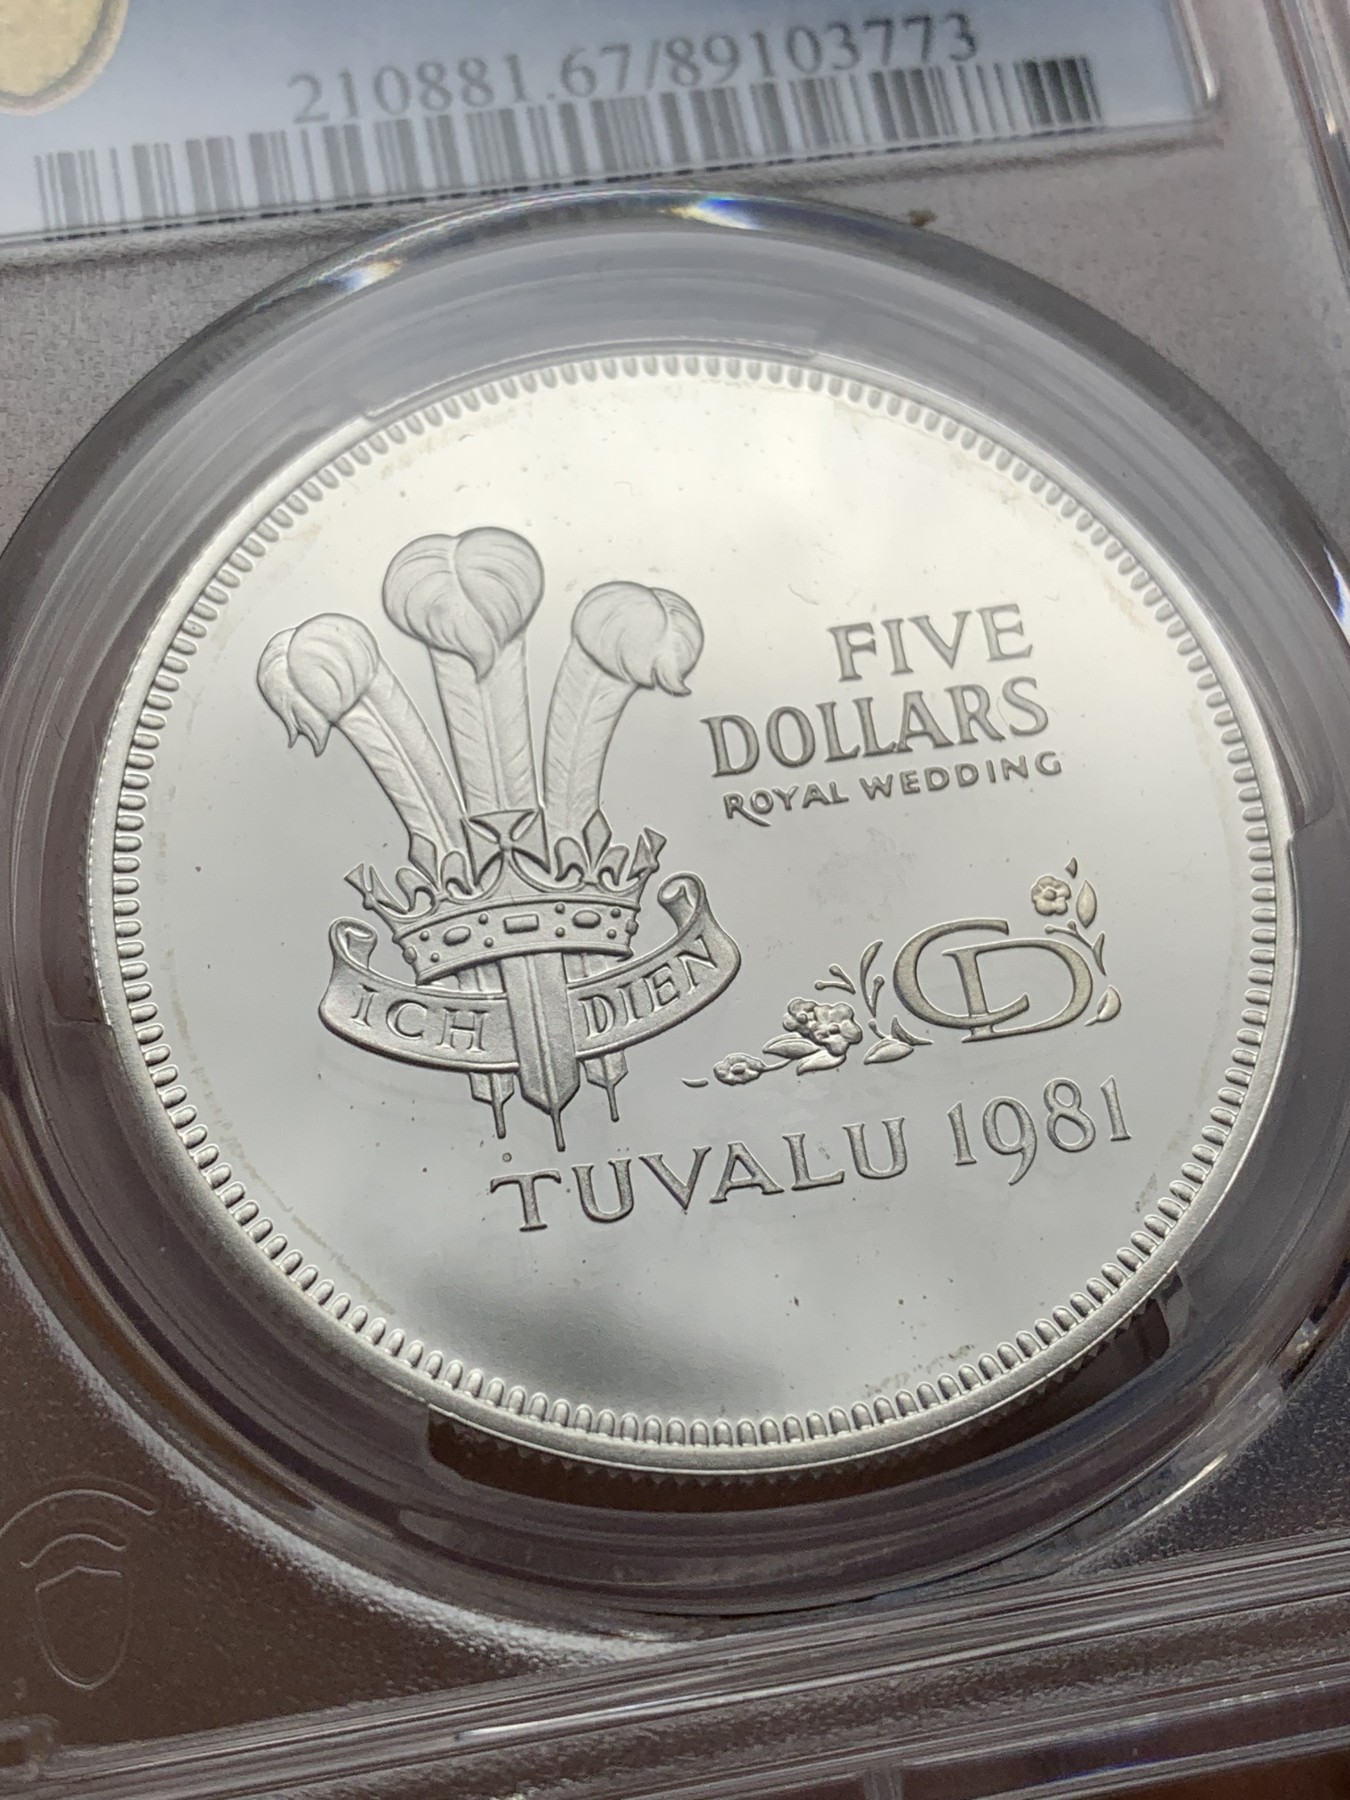 210881.67/89103773
FIVE
DOLLARS
ROYAL WEDDING
ICH DIEN
CD
TUVALU 1981